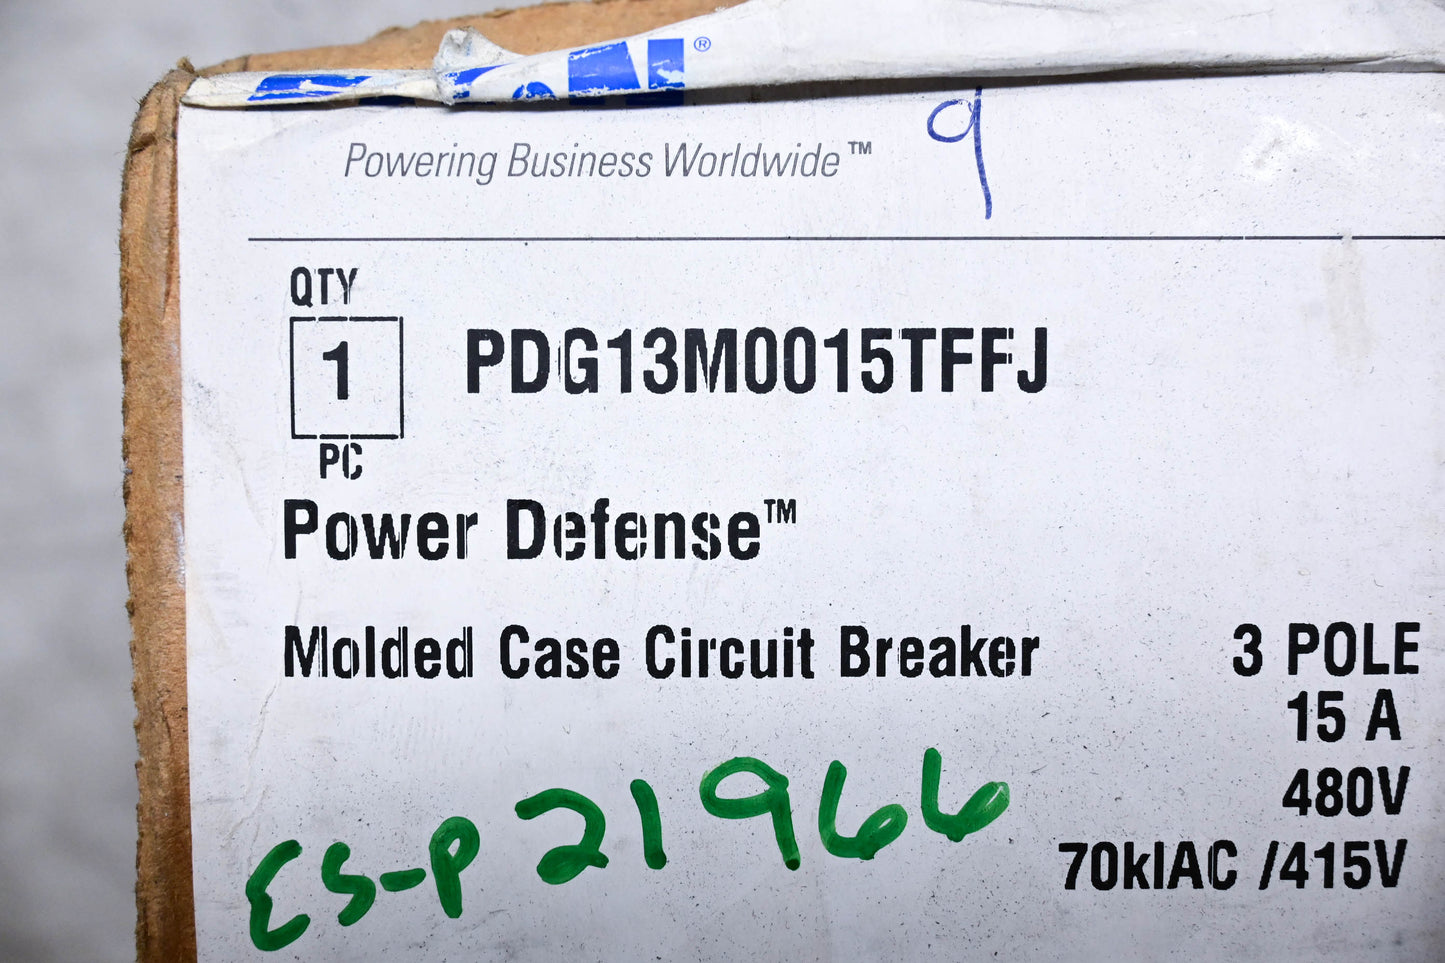 Powering Business Worldwide™
9
QTY
1
PC
PDG13M0015TFFJ
Power Defense™
Molded Case Circuit Breaker
3 POLE
15 A
480V
70kIAC /415V
ES-P 21966